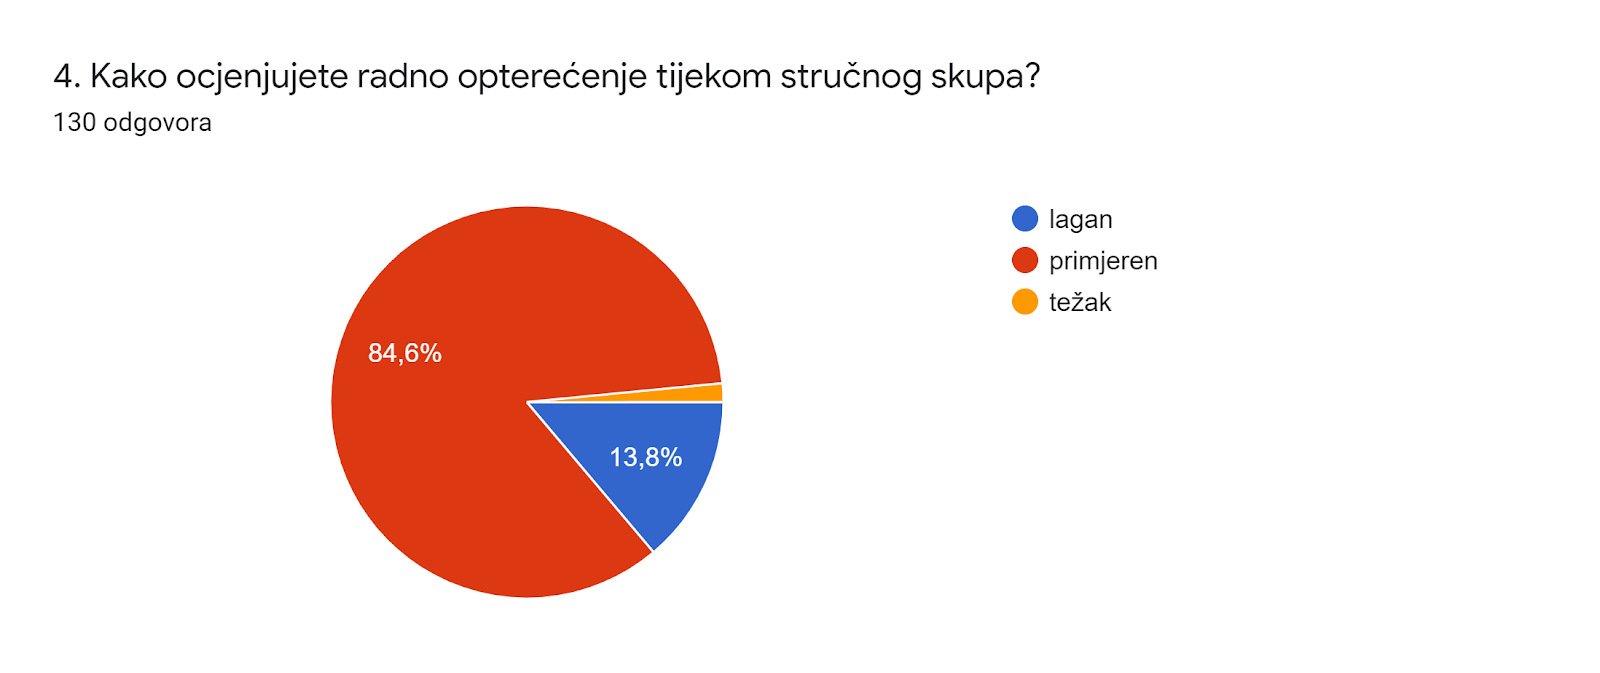 4. Kako ocjenjujete radno opterećenje tijekom stručnog skupa?
130 odgovora
lagan
primjeren
težak
84,6%
13,8%